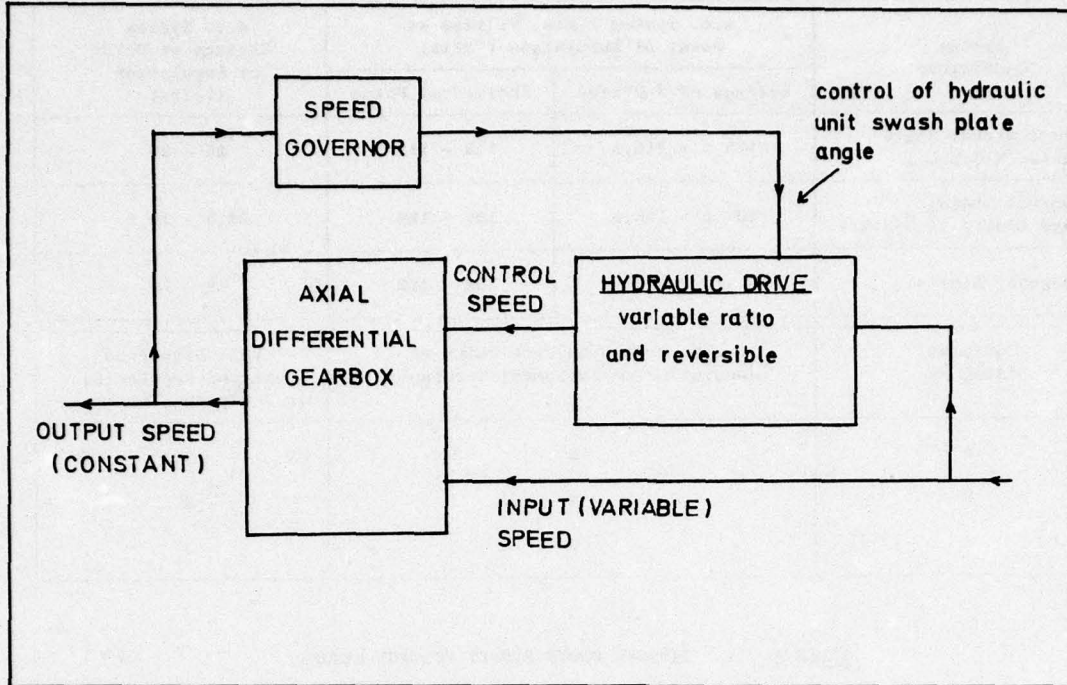 SPEED
GOVERNOR
control of hydraulic
unit swash plate
angle
AXIAL
DIFFERENTIAL
GEARBOX
CONTROL
SPEED
HYDRAULIC DRIVE
variable ratio
and reversible
OUTPUT SPEED
(CONSTANT)
INPUT (VARIABLE)
SPEED